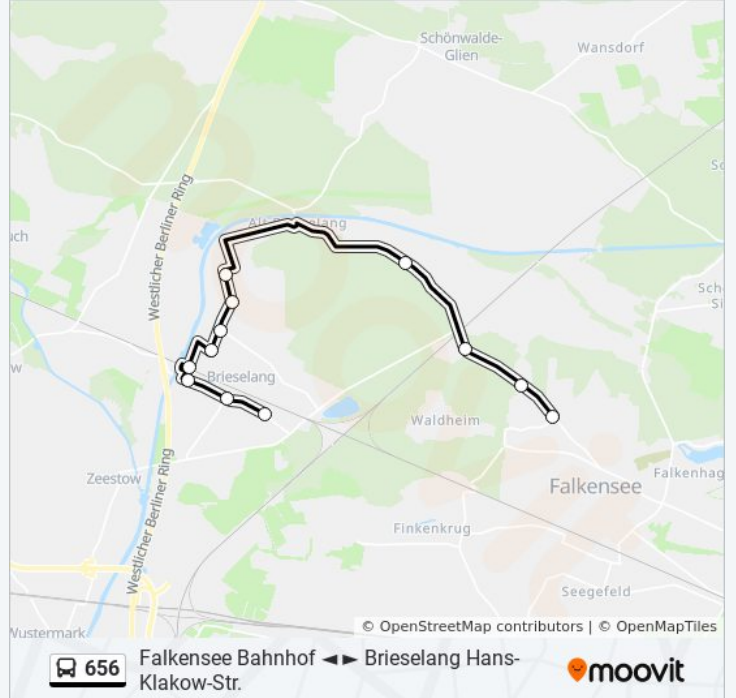 Schönwalde-
Glien
Wansdorf
Westlicher Berliner Ring
Brieselang
Waldheim
Zeestow
Falkensee
Falkenhag
Finkenkrug
Westlicher Berliner Ring
Seegefeld
Wustermark
© OpenStreetMap contributors | © OpenMapTiles
656
Falkensee Bahnhof ◄► Brieselang Hans-
Klakow-Str.
moovit